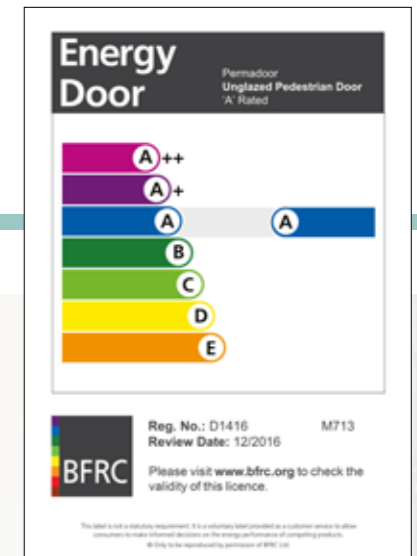 Energy
Door
Permadoor
Unglazed Pedestrian Door
'A' Rated
A++
A+
A A
B
C
D
E
BFRC
Reg. No.: D1416 M713
Review Date: 12/2016
Please visit www.bfrc.org to check the
validity of this licence.
This label is not a statutory requirement. It is a voluntary label provided as a customer service to allow
consumers to make informed decisions on the energy performance of competing products.
® Only to be reproduced by permission of BFRC Ltd.